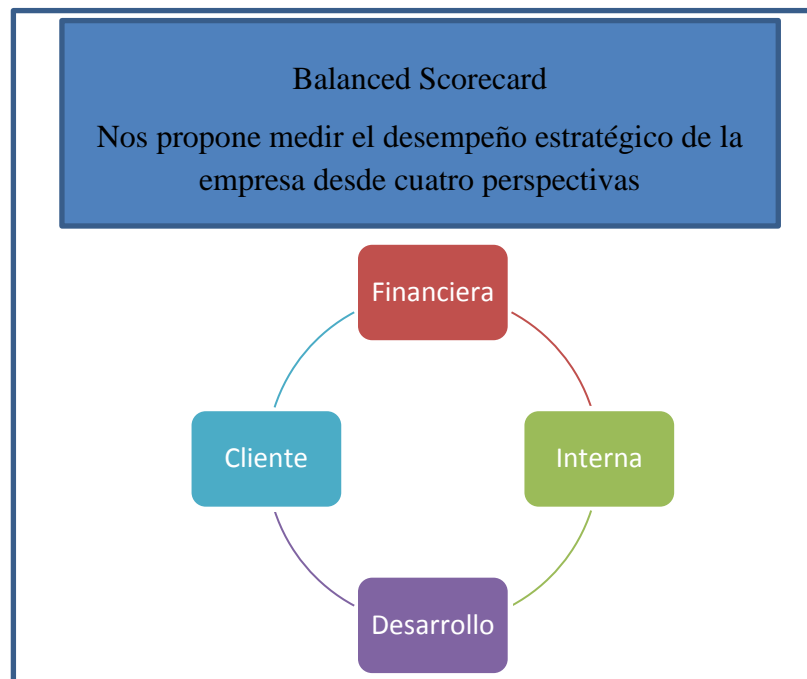 Balanced Scorecard
Nos propone medir el desempeño estratégico de la
empresa desde cuatro perspectivas
Financiera
Cliente
Interna
Desarrollo